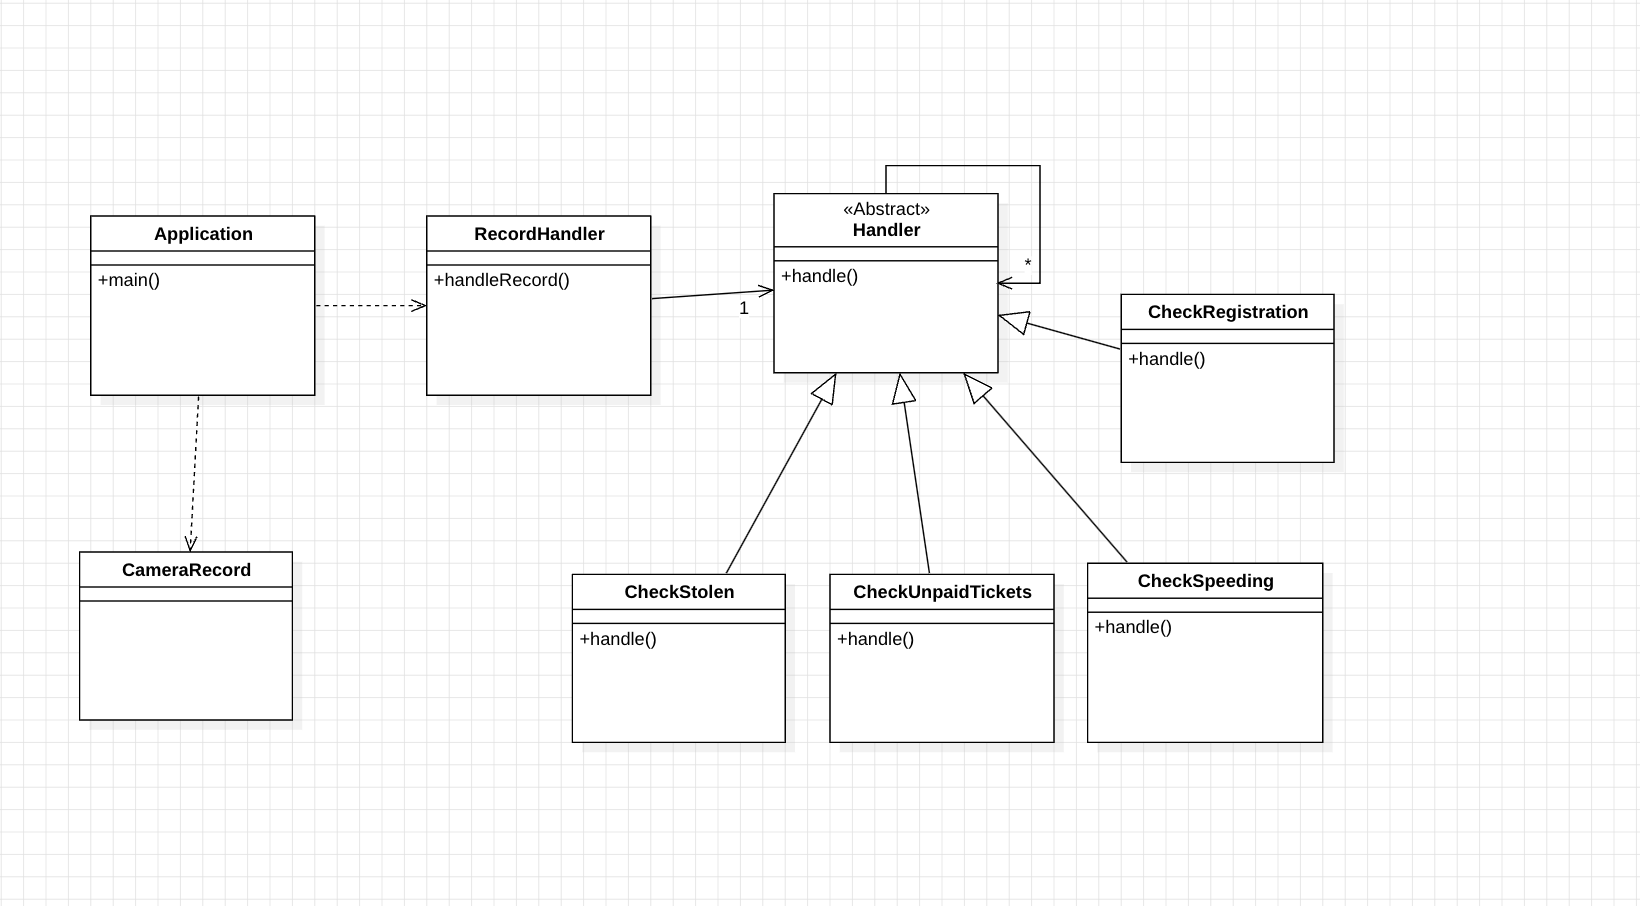 Application
+main()
RecordHandler
+handleRecord()
1
«Abstract»
Handler
+handle()
*
CheckRegistration
+handle()
CameraRecord
CheckStolen
+handle()
CheckUnpaidTickets
+handle()
CheckSpeeding
+handle()